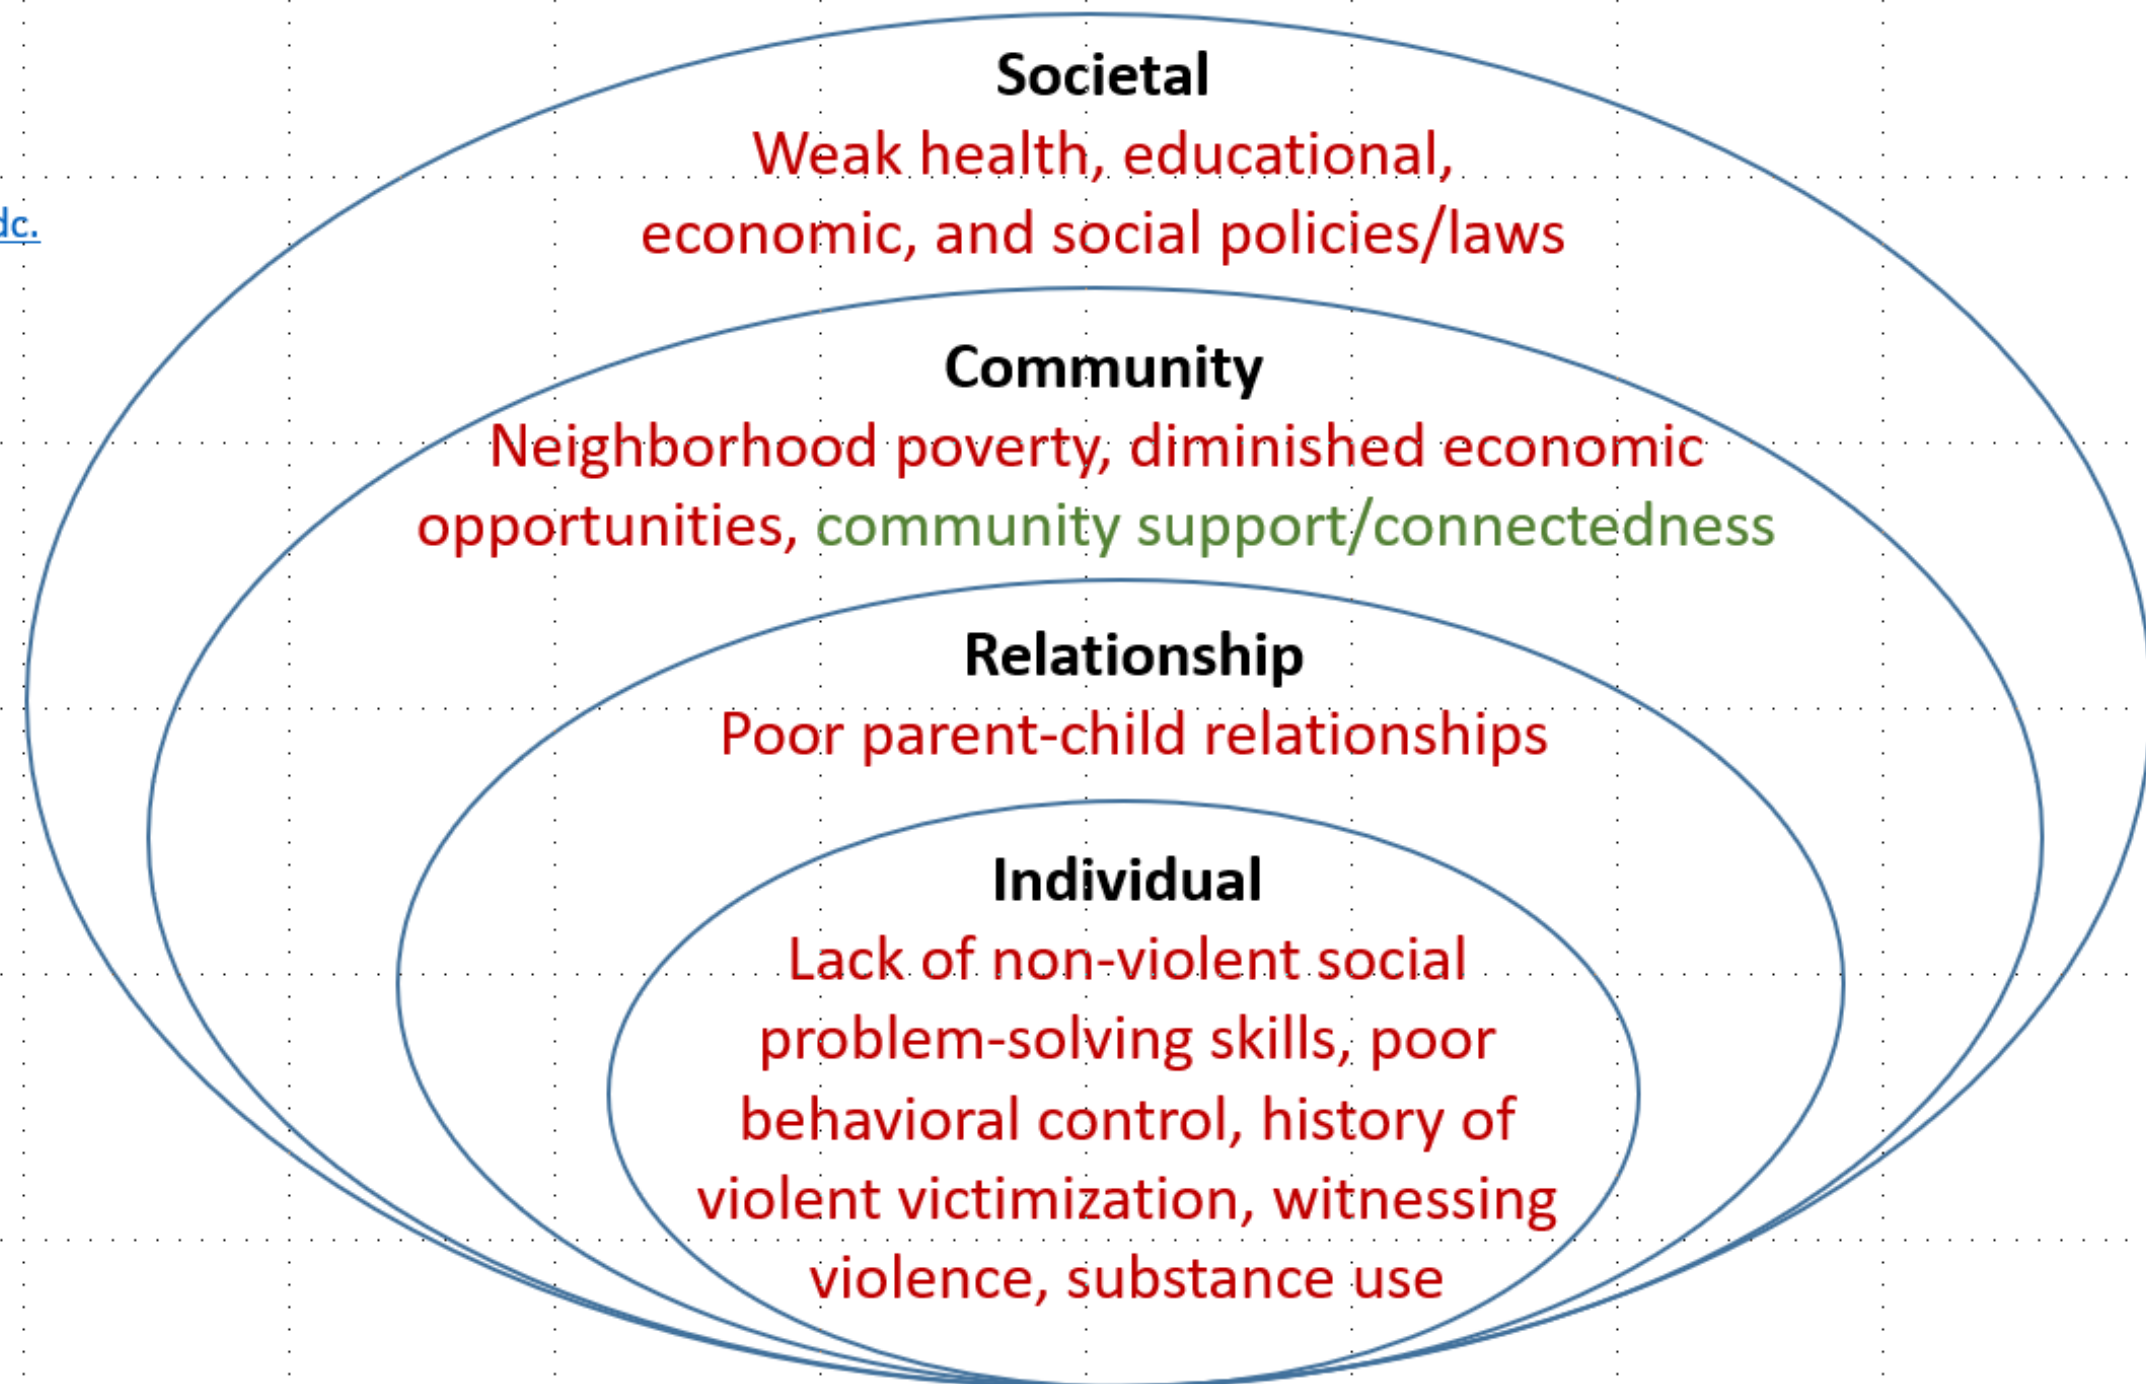 Societal
Weak health, educational,
economic, and social policies/laws
dc.
Community
Neighborhood poverty, diminished economic
opportunities, community support/connectedness
Relationship
Poor parent-child relationships
Individual
Lack of non-violent social
problem-solving skills, poor
behavioral control, history of
violent victimization, witnessing
violence, substance use